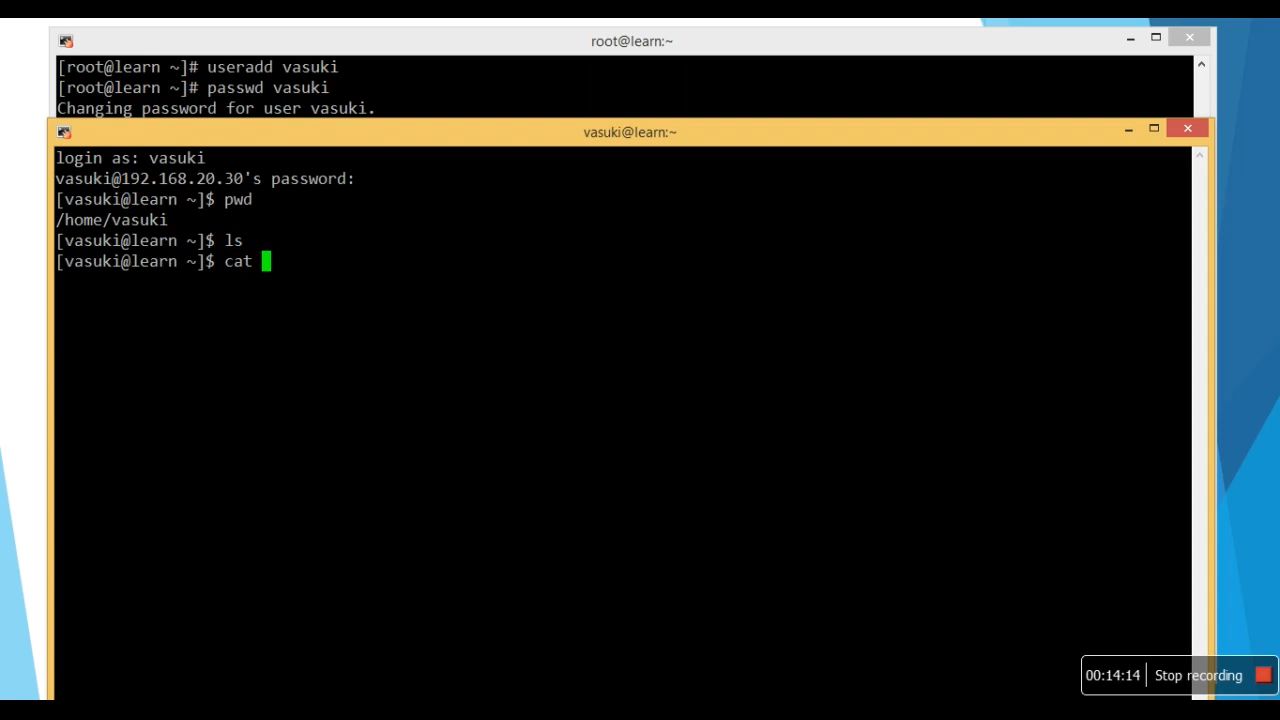 root@learn:~
[root@learn ~]# useradd vasuki
[root@learn ~]# passwd vasuki
Changing password for user vasuki.
vasuki@learn:~
login as: vasuki
vasuki@192.168.20.30's password:
[vasuki@learn ~]$ pwd
/home/vasuki
[vasuki@learn ~]$ ls
[vasuki@learn ~]$ cat
00:14:14 Stop recording